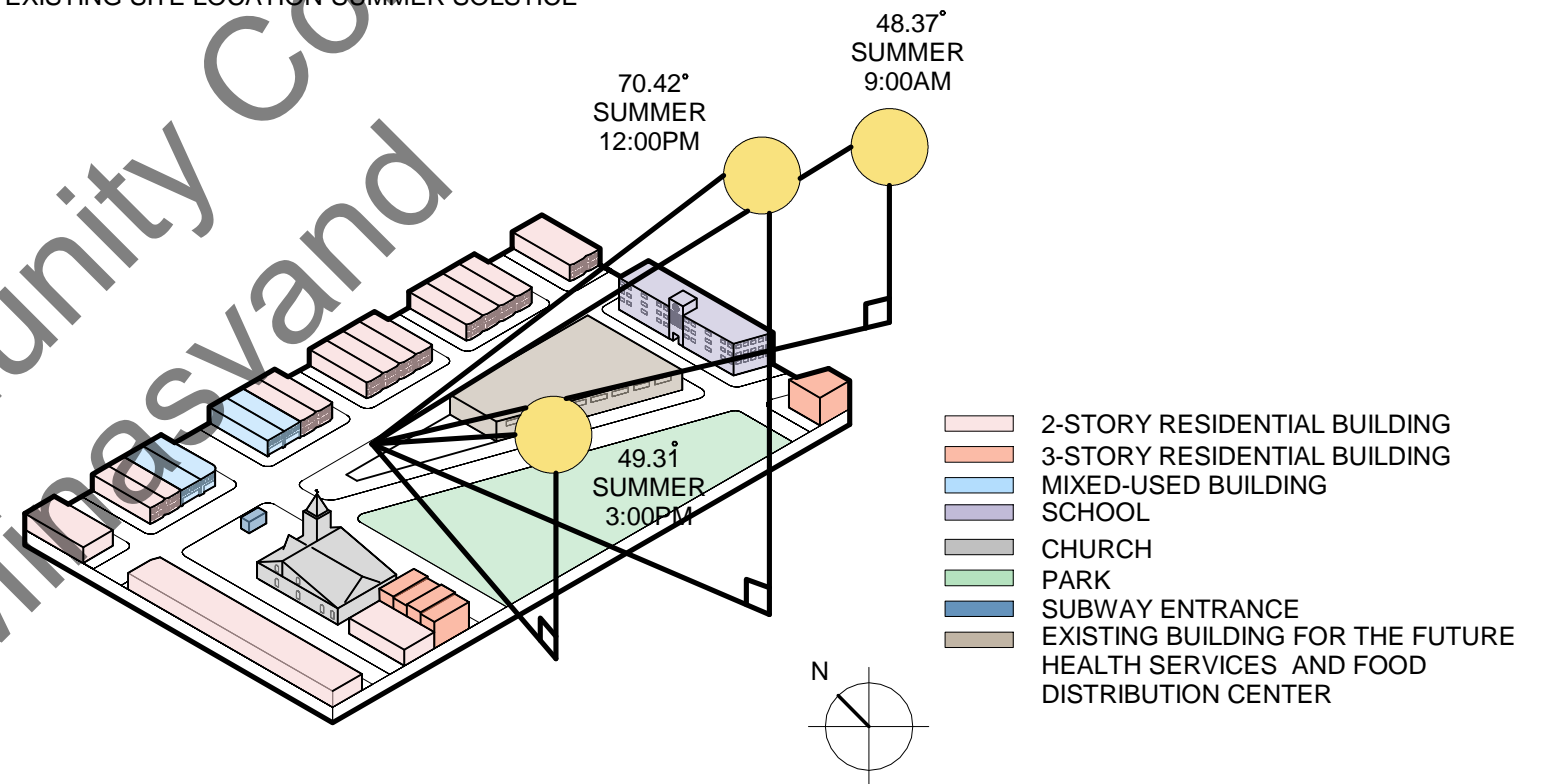 EXISTING SITE LOCATION SUMMER SOLSTICE
48.37°
SUMMER
9:00AM
70.42°
SUMMER
12:00PM
49.31°
SUMMER
3:00PM
2-STORY RESIDENTIAL BUILDING
3-STORY RESIDENTIAL BUILDING
MIXED-USED BUILDING
SCHOOL
CHURCH
PARK
SUBWAY ENTRANCE
EXISTING BUILDING FOR THE FUTURE
HEALTH SERVICES AND FOOD
DISTRIBUTION CENTER
N